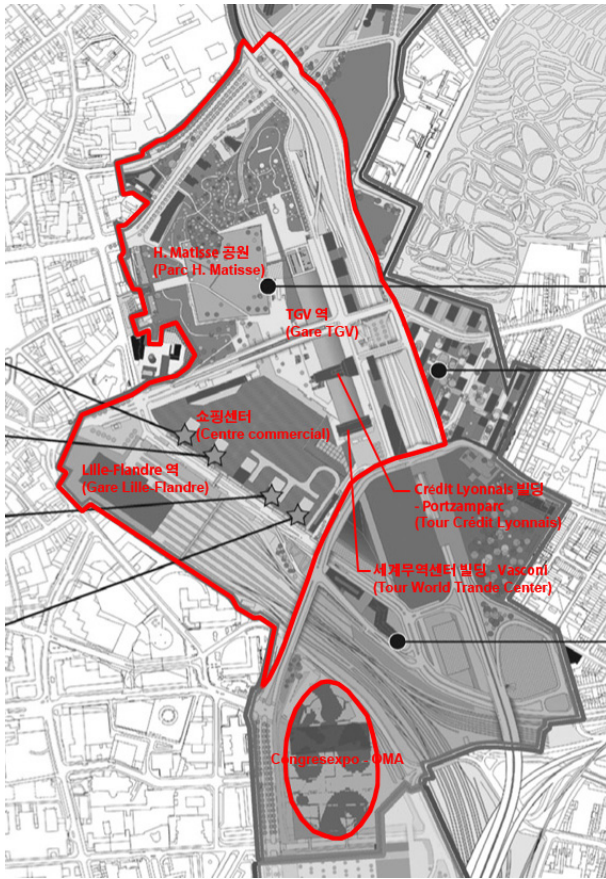 H. Matisse 공원
(Parc H. Matisse)
TGV 역
(Gare TGV)
쇼핑센터
(Centre commercial)
Lille-Flandre 역
(Gare Lille-Flandre)
Crédit Lyonnais 빌딩
- Portzamparc
(Tour Crédit Lyonnais)
세계무역센터 빌딩 - Vasconi
(Tour World Trande Center)
Congresexpo - OMA